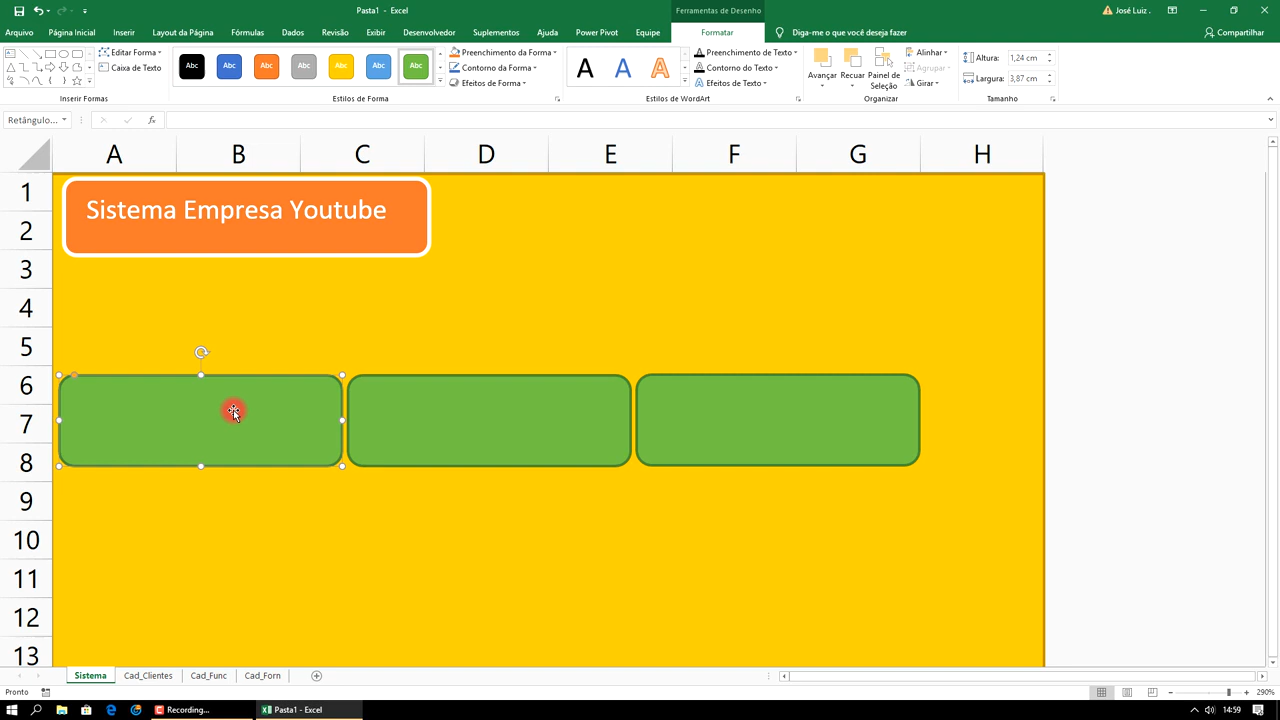 Pasta1 - Excel
Ferramentas de Desenho
José Luiz .
Arquivo
Página Inicial
Inserir
Layout da Página
Fórmulas
Dados
Revisão
Exibir
Desenvolvedor
Suplementos
Ajuda
Power Pivot
Equipe
Formatar
Diga-me o que você deseja fazer
Compartilhar
Editar Forma
Caixa de Texto
Inserir Formas
Abc
Abc
Abc
Abc
Abc
Abc
Abc
Preenchimento da Forma
Contorno da Forma
Efeitos de Forma
Estilos de Forma
A
A
A
Preenchimento de Texto
Contorno do Texto
Efeitos de Texto
Estilos de WordArt
Avançar
Recuar
Painel de Seleção
Alinhar
Agrupar
Girar
Organizar
Altura: 1,24 cm
Largura: 3,87 cm
Tamanho
Retângulo...
fx
A B C D E F G H
1
2
3
4
5
6
7
8
9
10
11
12
13
Sistema Empresa Youtube
Sistema
Cad_Clientes
Cad_Func
Cad_Forn
Pronto
290%
Recording...
Pasta1 - Excel
14:59